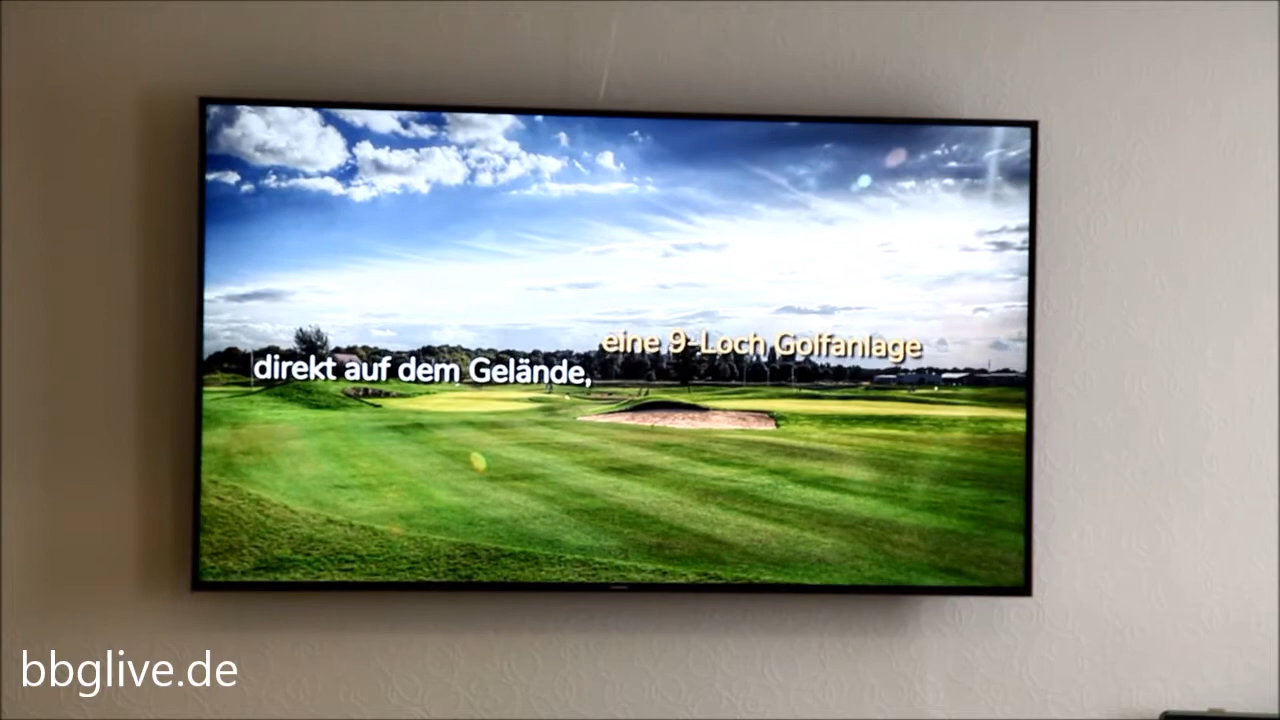 eine 9-Loch Golfanlage
direkt auf dem Gelände,
bbglive.de